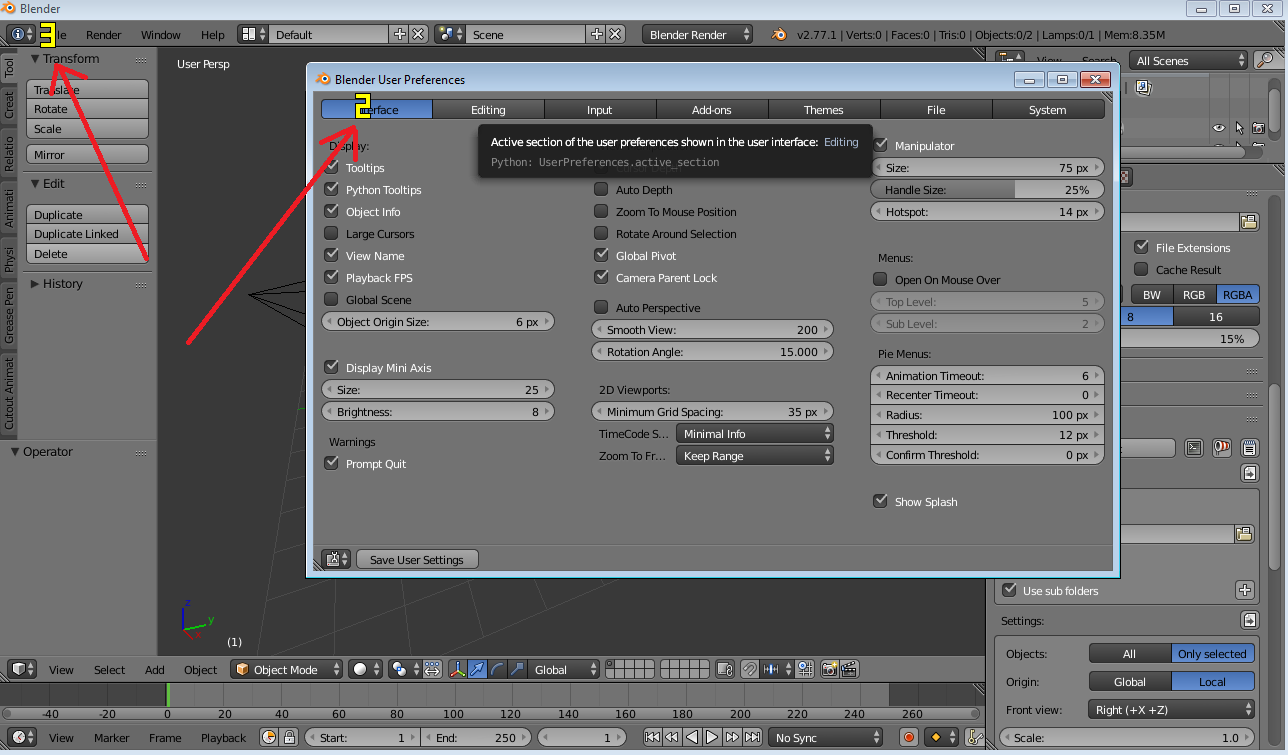 Blender
3 le Render Window Help Default Scene Blender Render v2.77.1 | Verts:0 | Faces:0 | Tris:0 | Objects:0/2 | Lamps:0/1 | Mem:8.35M
View Search All Scenes
Tool
Creat
Relatio
Animati
Physi
Grease Pen
Cutout Animat
Transform
Translate
Rotate
Scale
Mirror
Edit
Duplicate
Duplicate Linked
Delete
History
Operator
User Persp
Blender User Preferences
2 erface Editing Input Add-ons Themes File System
Active section of the user preferences shown in the user interface: Editing
Python: UserPreferences.active_section
Display:
Tooltips
Python Tooltips
Object Info
Large Cursors
View Name
Playback FPS
Global Scene
Object Origin Size: 6 px
Display Mini Axis
Size: 25
Brightness: 8
Warnings
Prompt Quit
Cursor Depth
Auto Depth
Zoom To Mouse Position
Rotate Around Selection
Global Pivot
Camera Parent Lock
Auto Perspective
Smooth View: 200
Rotation Angle: 15.000
2D Viewports:
Minimum Grid Spacing: 35 px
TimeCode S... Minimal Info
Zoom To Fr... Keep Range
Manipulator
Size: 75 px
Handle Size: 25%
Hotspot: 14 px
Menus:
Open On Mouse Over
Top Level: 5
Sub Level: 2
Pie Menus:
Animation Timeout: 6
Recenter Timeout: 0
Radius: 100 px
Threshold: 12 px
Confirm Threshold: 0 px
Show Splash
Save User Settings
File Extensions
Cache Result
BW RGB RGBA
8 16
15%
Use sub folders
Settings:
Objects: All Only selected
Origin: Global Local
Front view: Right (+X +Z)
Scale: 1.0
z
y
x
(1)
View Select Add Object Object Mode Global
-40 -20 0 20 40 60 80 100 120 140 160 180 200 220 240 260
View Marker Frame Playback Start: 1 End: 250 1 No Sync